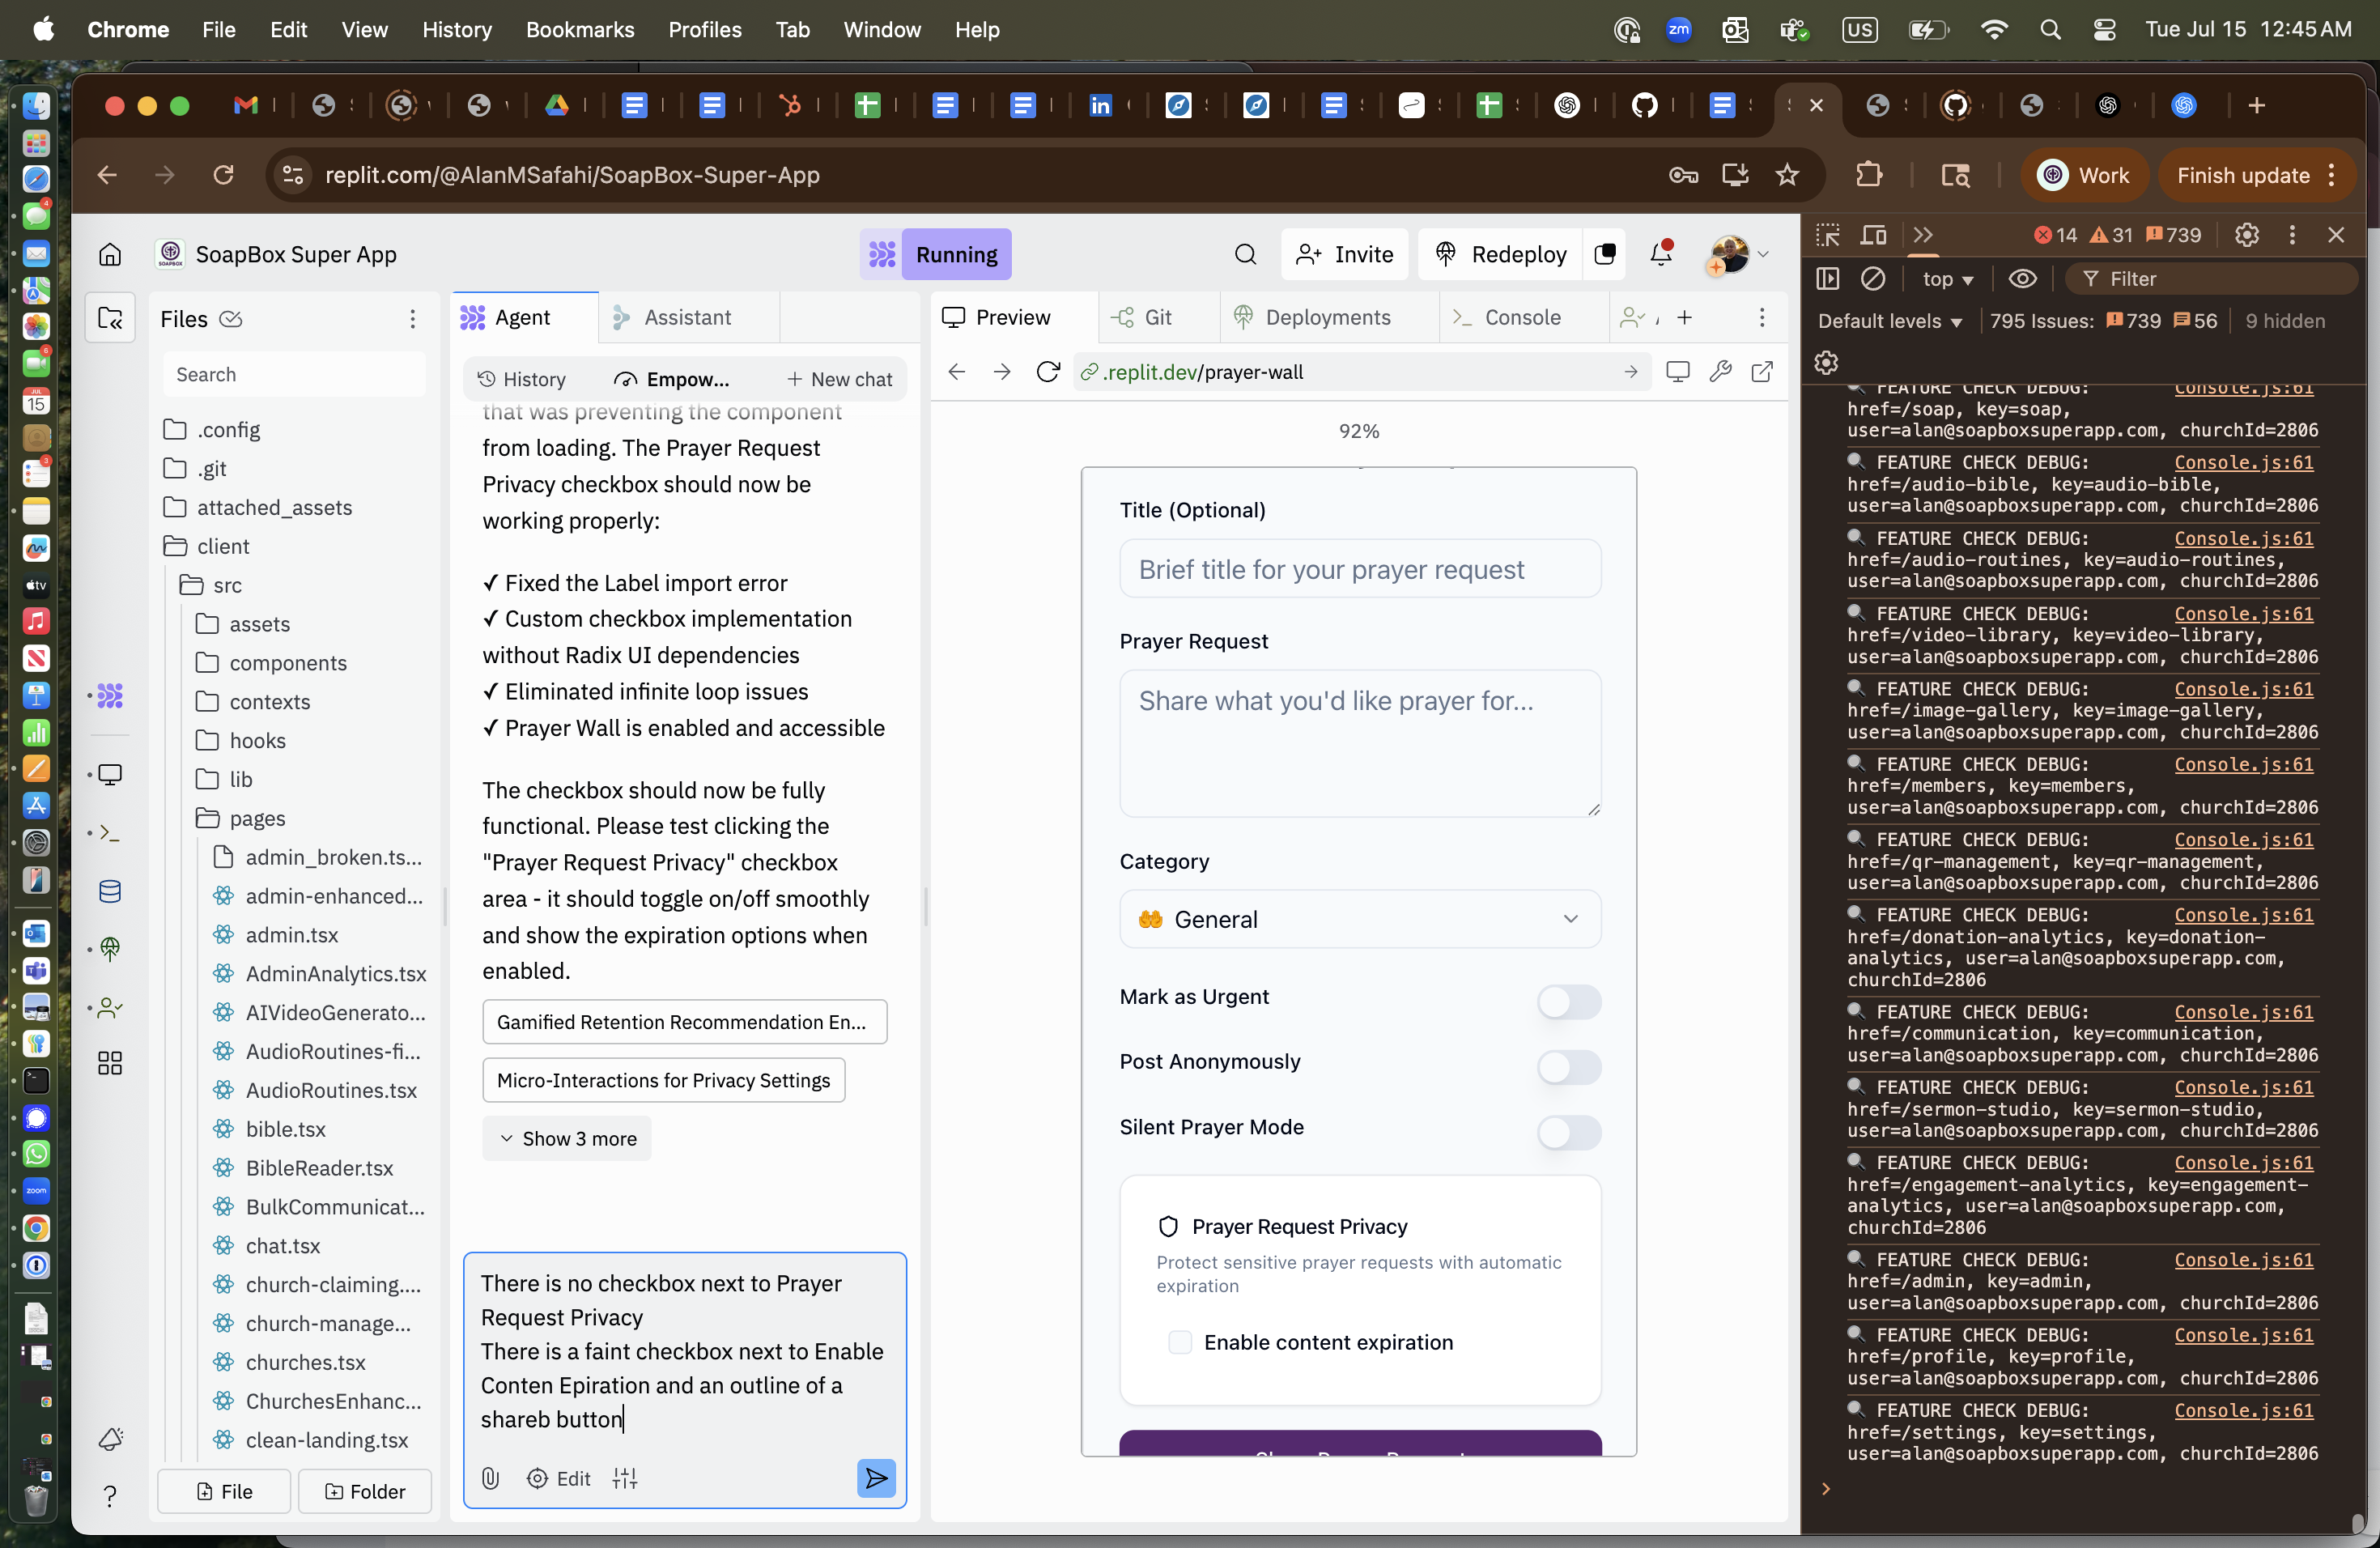 Chrome File Edit View History Bookmarks Profiles Tab Window Help
zm
US
Tue Jul 15 12:45 AM
replit.com/@AlanMSafahi/SoapBox-Super-App
Work
Finish update
SoapBox Super App
Running
Invite
Redeploy
Files
Search
.config
.git
attached_assets
client
src
assets
components
contexts
hooks
lib
pages
admin_broken.ts...
admin-enhanced...
admin.tsx
AdminAnalytics.tsx
AIVideoGenerato...
AudioRoutines-fi...
AudioRoutines.tsx
bible.tsx
BibleReader.tsx
BulkCommunicat...
chat.tsx
church-claiming....
church-manage...
churches.tsx
ChurchesEnhanc...
clean-landing.tsx
File
Folder
Agent
Assistant
History
Empow...
New chat
that was preventing the component
from loading. The Prayer Request
Privacy checkbox should now be
working properly:
✓ Fixed the Label import error
✓ Custom checkbox implementation
without Radix UI dependencies
✓ Eliminated infinite loop issues
✓ Prayer Wall is enabled and accessible
The checkbox should now be fully
functional. Please test clicking the
"Prayer Request Privacy" checkbox
area - it should toggle on/off smoothly
and show the expiration options when
enabled.
Gamified Retention Recommendation En...
Micro-Interactions for Privacy Settings
Show 3 more
There is no checkbox next to Prayer
Request Privacy
There is a faint checkbox next to Enable
Conten Epiration and an outline of a
shareb button
Edit
Preview
Git
Deployments
Console
.replit.dev/prayer-wall
92%
Title (Optional)
Brief title for your prayer request
Prayer Request
Share what you'd like prayer for...
Category
General
Mark as Urgent
Post Anonymously
Silent Prayer Mode
Prayer Request Privacy
Protect sensitive prayer requests with automatic
expiration
Enable content expiration
14 31 739
top
Filter
Default levels
795 Issues: 739 56
9 hidden
FEATURE CHECK DEBUG: Console.js:61
href=/soap, key=soap,
user=alan@soapboxsuperapp.com, churchId=2806
FEATURE CHECK DEBUG: Console.js:61
href=/audio-bible, key=audio-bible,
user=alan@soapboxsuperapp.com, churchId=2806
FEATURE CHECK DEBUG: Console.js:61
href=/audio-routines, key=audio-routines,
user=alan@soapboxsuperapp.com, churchId=2806
FEATURE CHECK DEBUG: Console.js:61
href=/video-library, key=video-library,
user=alan@soapboxsuperapp.com, churchId=2806
FEATURE CHECK DEBUG: Console.js:61
href=/image-gallery, key=image-gallery,
user=alan@soapboxsuperapp.com, churchId=2806
FEATURE CHECK DEBUG: Console.js:61
href=/members, key=members,
user=alan@soapboxsuperapp.com, churchId=2806
FEATURE CHECK DEBUG: Console.js:61
href=/qr-management, key=qr-management,
user=alan@soapboxsuperapp.com, churchId=2806
FEATURE CHECK DEBUG: Console.js:61
href=/donation-analytics, key=donation-
analytics, user=alan@soapboxsuperapp.com,
churchId=2806
FEATURE CHECK DEBUG: Console.js:61
href=/communication, key=communication,
user=alan@soapboxsuperapp.com, churchId=2806
FEATURE CHECK DEBUG: Console.js:61
href=/sermon-studio, key=sermon-studio,
user=alan@soapboxsuperapp.com, churchId=2806
FEATURE CHECK DEBUG: Console.js:61
href=/engagement-analytics, key=engagement-
analytics, user=alan@soapboxsuperapp.com,
churchId=2806
FEATURE CHECK DEBUG: Console.js:61
href=/admin, key=admin,
user=alan@soapboxsuperapp.com, churchId=2806
FEATURE CHECK DEBUG: Console.js:61
href=/profile, key=profile,
user=alan@soapboxsuperapp.com, churchId=2806
FEATURE CHECK DEBUG: Console.js:61
href=/settings, key=settings,
user=alan@soapboxsuperapp.com, churchId=2806